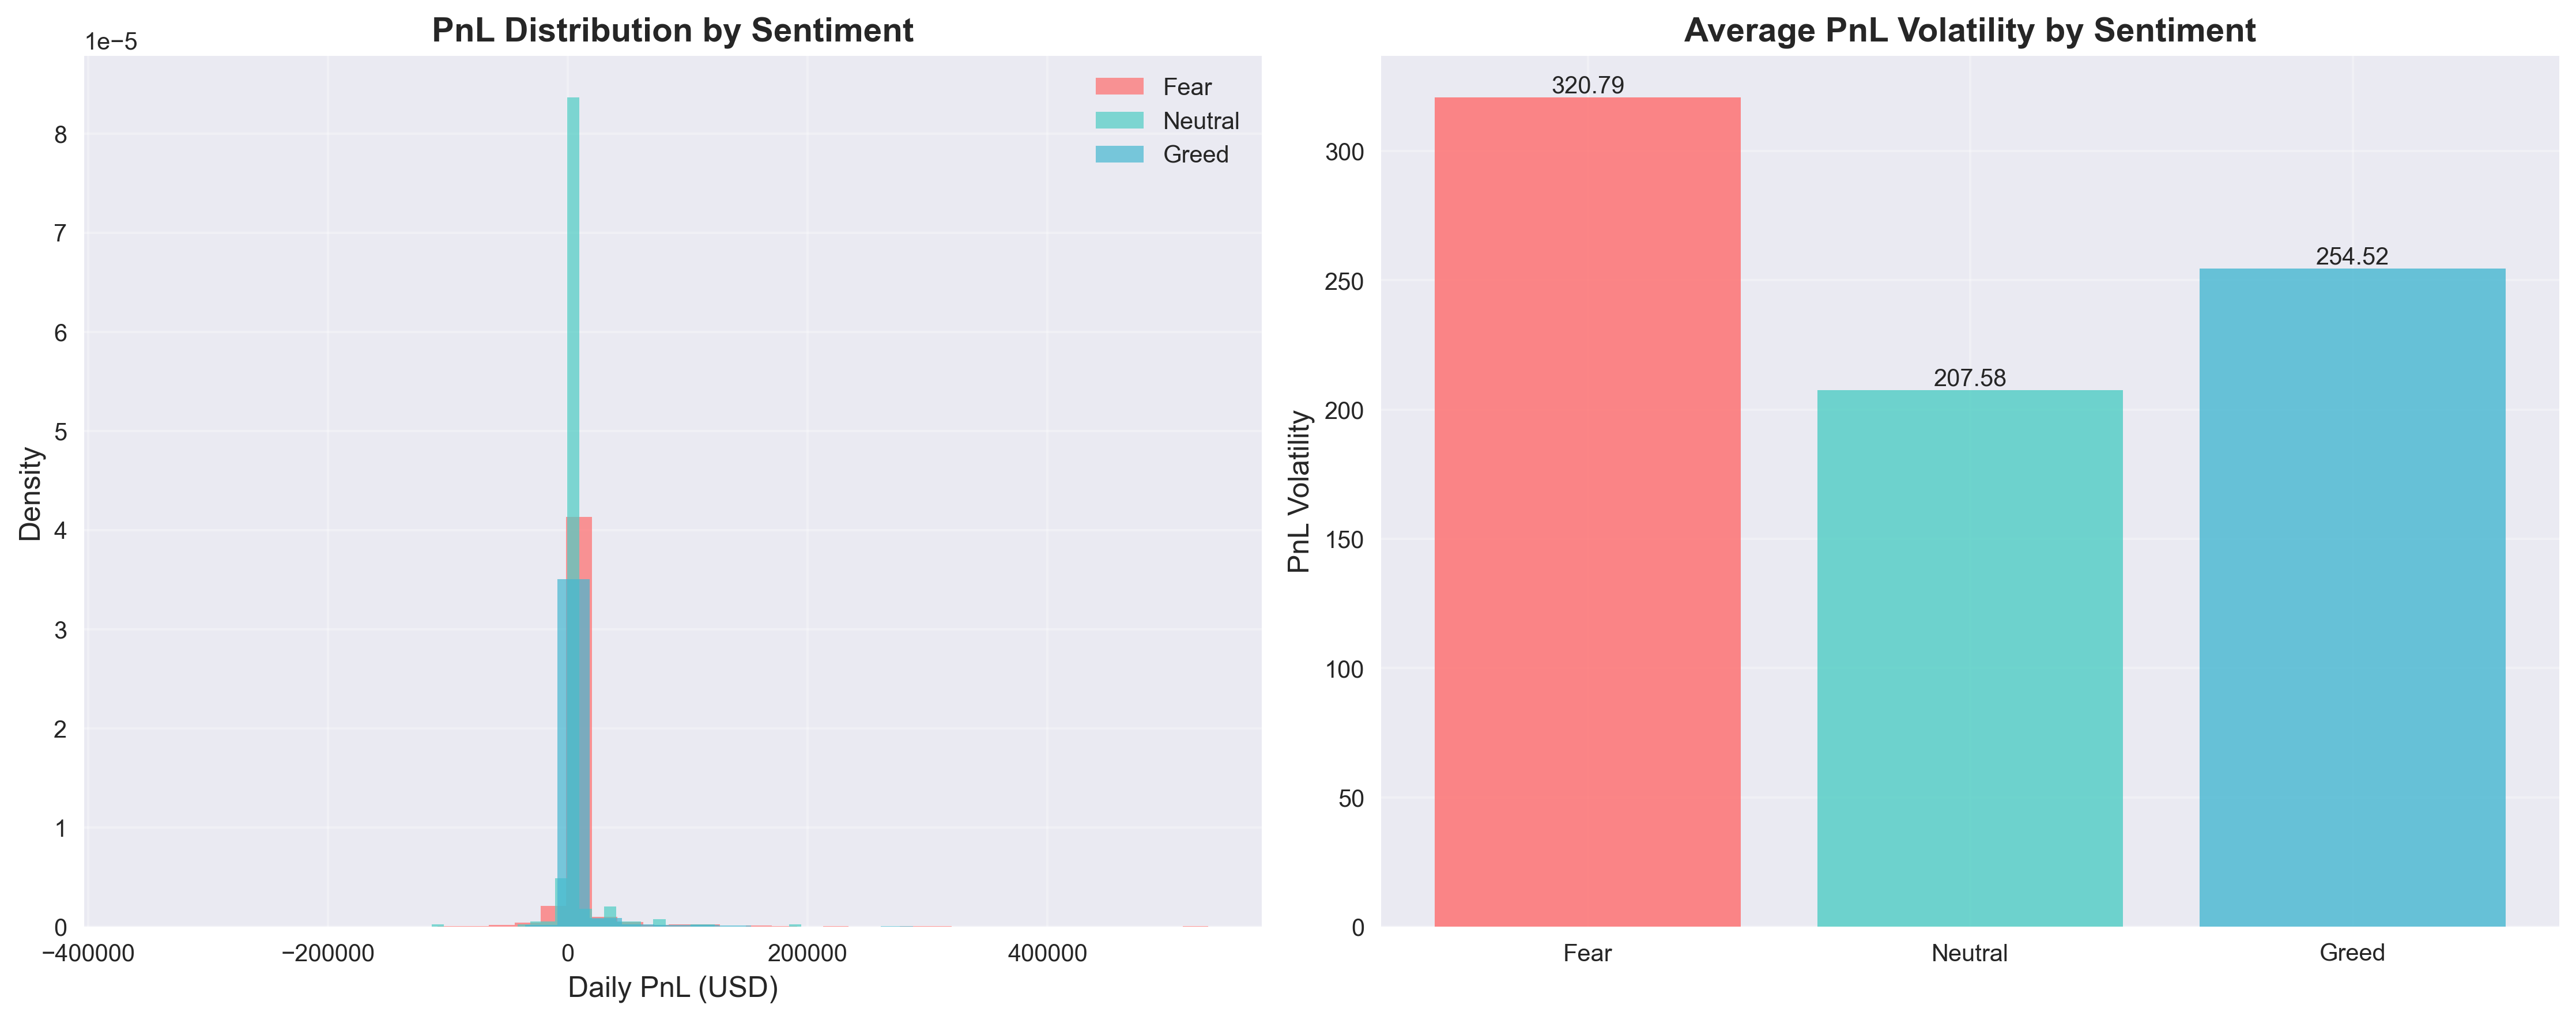 PnL Distribution by Sentiment
1e−5
Fear
Neutral
Greed
8
7
6
5
4
3
2
1
0
Density
−400000 −200000 0 200000 400000
Daily PnL (USD)
Average PnL Volatility by Sentiment
320.79
254.52
207.58
300
250
200
150
100
50
0
PnL Volatility
Fear Neutral Greed